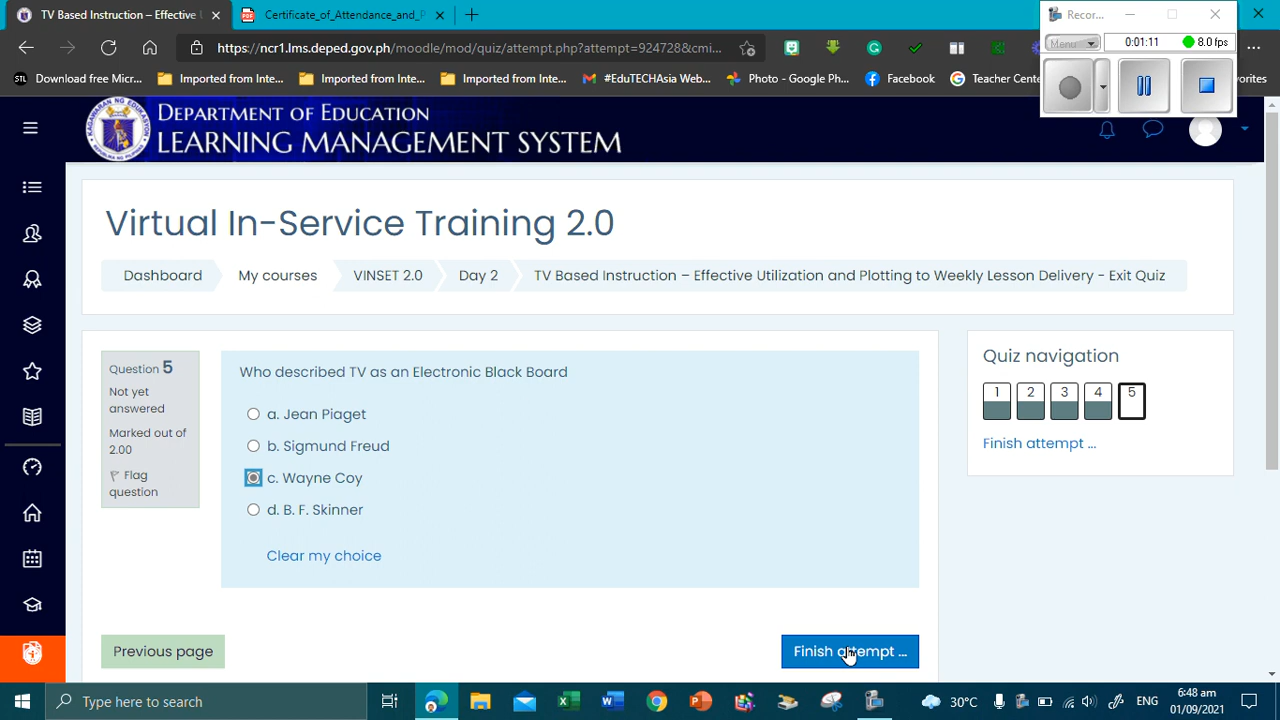 TV Based Instruction – Effective U
Certificate_of_Attendance_and_P
Recor...
https://ncr1.lms.deped.gov.ph/moodle/mod/quiz/attempt.php?attempt=924728&cmi...
Menu
0:01:11
8.0 fps
Download free Micr...
Imported from Inte...
Imported from Inte...
Imported from Inte...
#EduTECHAsia Web...
Photo - Google Ph...
Facebook
Teacher Cente
vorites
DEPARTMENT OF EDUCATION
LEARNING MANAGEMENT SYSTEM
Virtual In-Service Training 2.0
Dashboard
My courses
VINSET 2.0
Day 2
TV Based Instruction – Effective Utilization and Plotting to Weekly Lesson Delivery - Exit Quiz
Question 5
Not yet
answered
Marked out of
2.00
Flag
question
Who described TV as an Electronic Black Board
a. Jean Piaget
b. Sigmund Freud
c. Wayne Coy
d. B. F. Skinner
Clear my choice
Previous page
Finish attempt ...
Quiz navigation
1 2 3 4 5
Finish attempt ...
Type here to search
30°C
ENG
6:48 am
01/09/2021